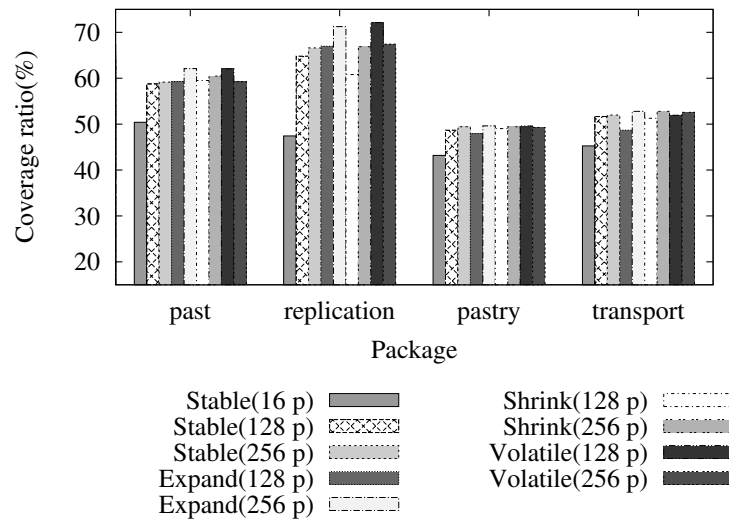 70
60
50
40
30
20
Coverage ratio(%)
past replication pastry transport
Package
Stable(16 p)
Stable(128 p)
Stable(256 p)
Expand(128 p)
Expand(256 p)
Shrink(128 p)
Shrink(256 p)
Volatile(128 p)
Volatile(256 p)